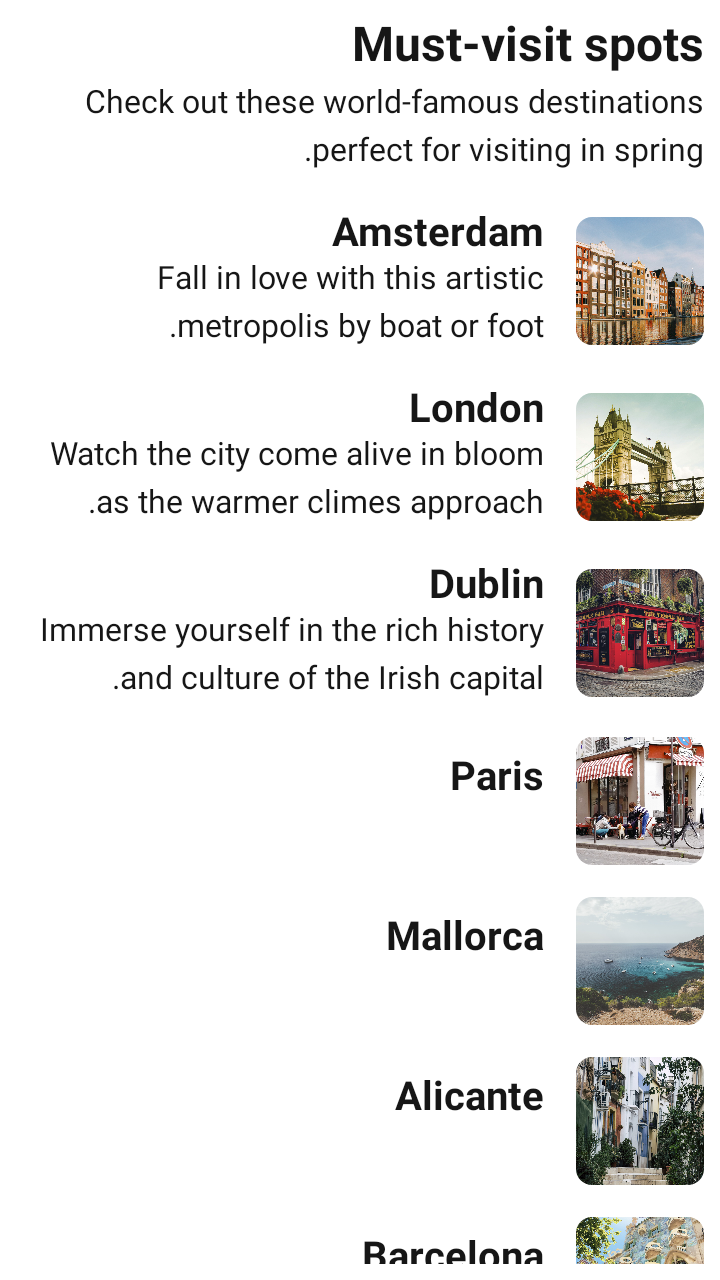 Must-visit spots
Check out these world-famous destinations
.perfect for visiting in spring
Amsterdam
Fall in love with this artistic
.metropolis by boat or foot
London
Watch the city come alive in bloom
.as the warmer climes approach
Dublin
Immerse yourself in the rich history
.and culture of the Irish capital
Paris
Mallorca
Alicante
Barcelona